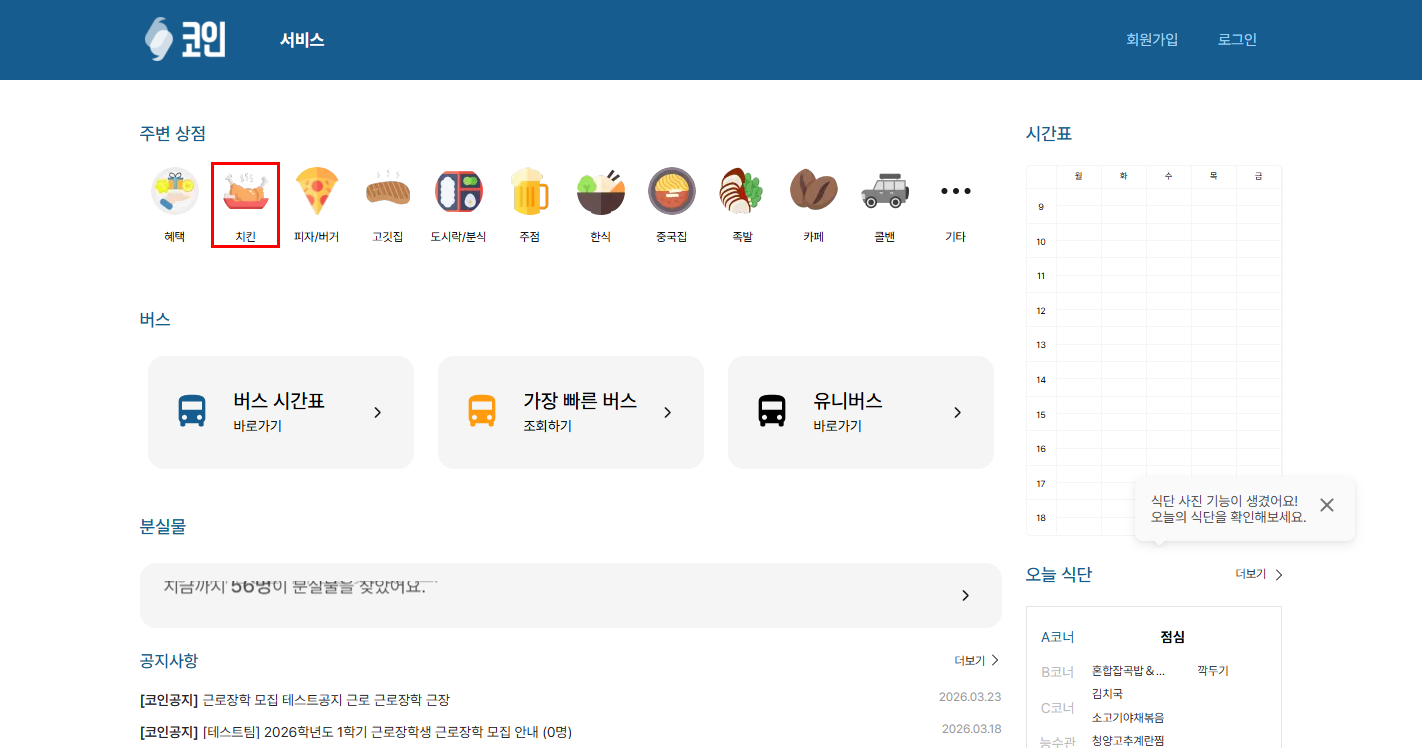 코인
서비스
회원가입
로그인
주변 상점
혜택
치킨
피자/버거
고깃집
도시락/분식
주점
한식
중국집
족발
카페
콜밴
기타
버스
버스 시간표
바로가기
가장 빠른 버스
조회하기
유니버스
바로가기
분실물
지금까지 56명이 분실물을 찾았어요.
공지사항
더보기
[코인공지] 근로장학 모집 테스트공지 근로 근로장학 근장
2026.03.23
[코인공지] [테스트팀] 2026학년도 1학기 근로장학생 근로장학 모집 안내 (0명)
2026.03.18
시간표
월 화 수 목 금
9
10
11
12
13
14
15
16
17
18
식단 사진 기능이 생겼어요!
오늘의 식단을 확인해보세요.
오늘 식단
더보기
A코너
B코너
C코너
능수관
점심
혼합잡곡밥 & ... 깍두기
김치국
소고기야채볶음
청양고추계란찜